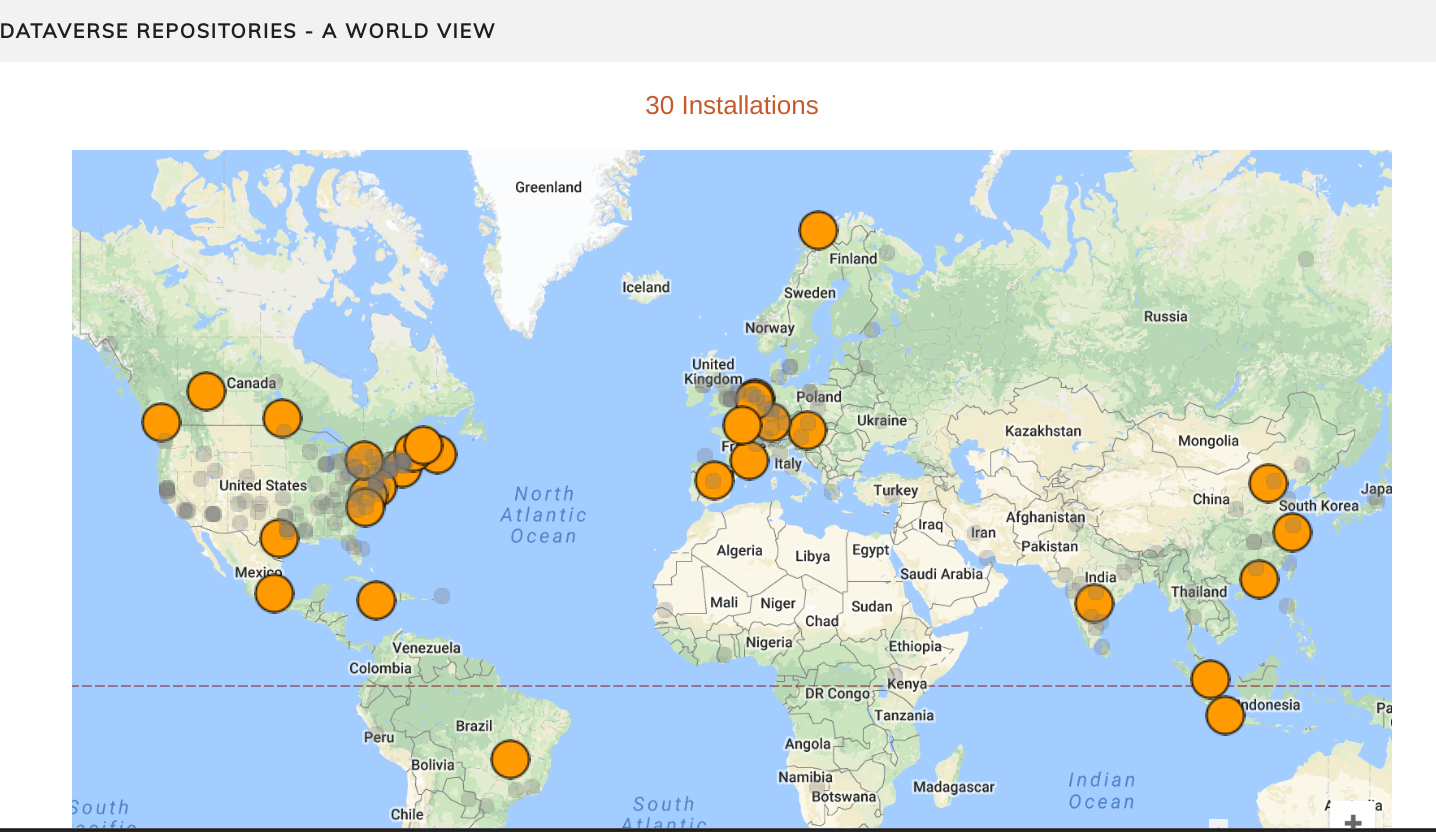 DATAVERSE REPOSITORIES - A WORLD VIEW
30 Installations
Greenland
Finland
Iceland
Sweden
Russia
Norway
United
Kingdom
Canada
Poland
Ukraine
Kazakhstan
Mongolia
Italy
United States
North
Atlantic
Ocean
Turkey
China
South Korea
Iraq
Afghanistan
Iran
Algeria
Libya
Egypt
Pakistan
Mexico
Saudi Arabia
India
Thailand
Mali
Niger
Sudan
Chad
Nigeria
Ethiopia
Venezuela
Colombia
DR Congo
Kenya
Indonesia
Tanzania
Brazil
Peru
Angola
Bolivia
Namibia
Madagascar
Indian
Ocean
Botswana
South
South
Atlantic
Chile